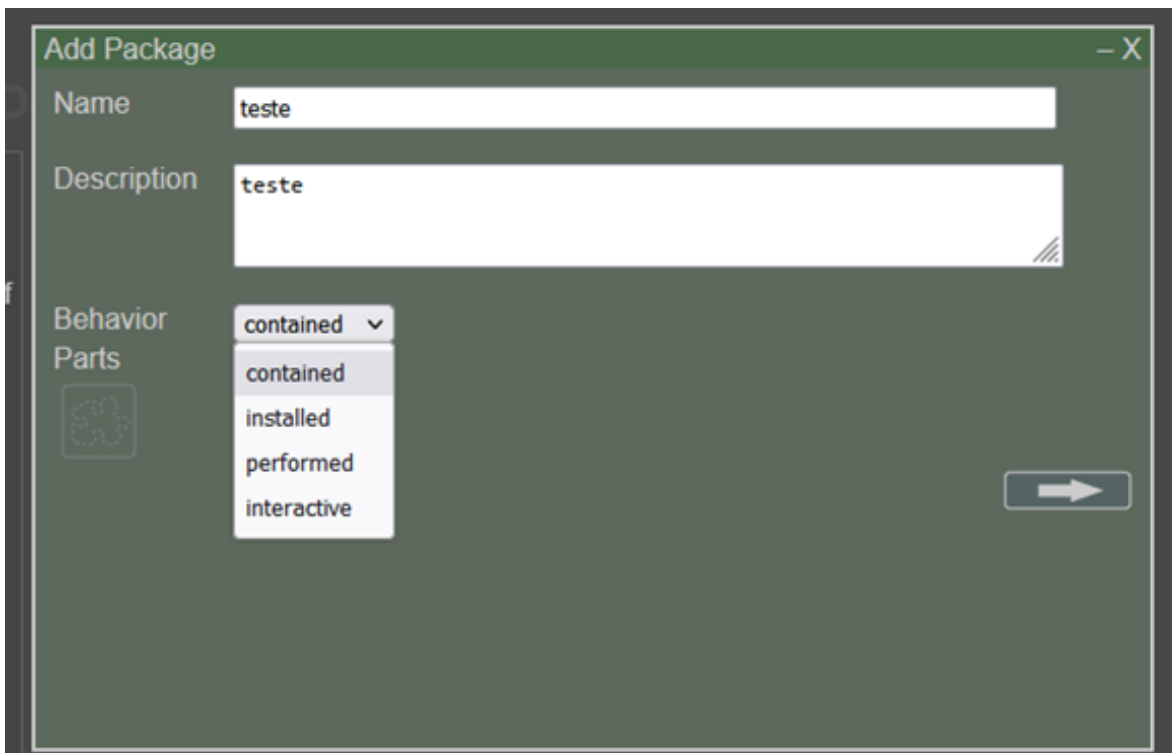 Add Package – X
Name teste
Description teste
f
Behavior contained
Parts
contained
installed
performed
interactive